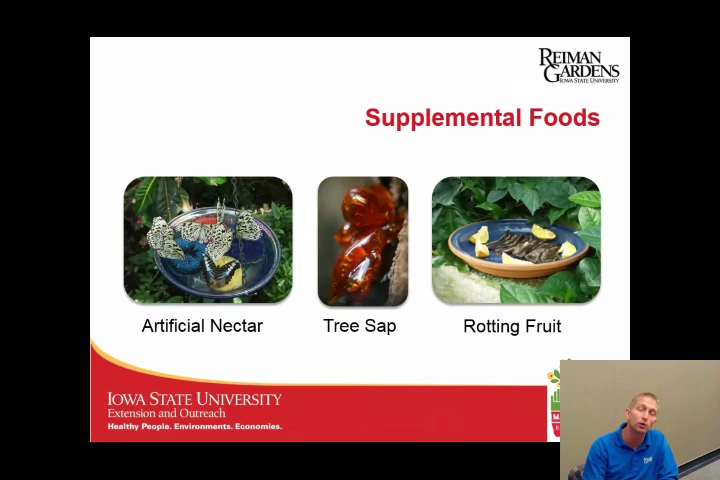 REIMAN
GARDENS
IOWA STATE UNIVERSITY
Supplemental Foods
Artificial Nectar
Tree Sap
Rotting Fruit
IOWA STATE UNIVERSITY
Extension and Outreach
Healthy People. Environments. Economies.